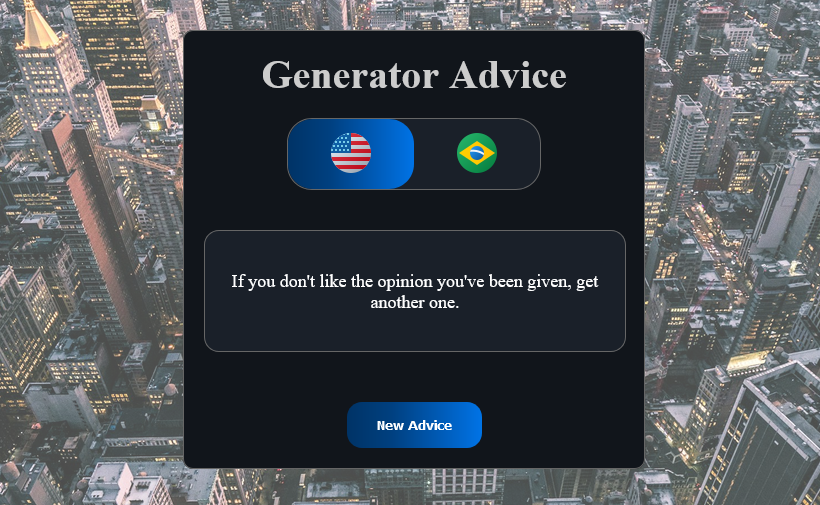 Generator Advice
If you don't like the opinion you've been given, get
another one.
New Advice